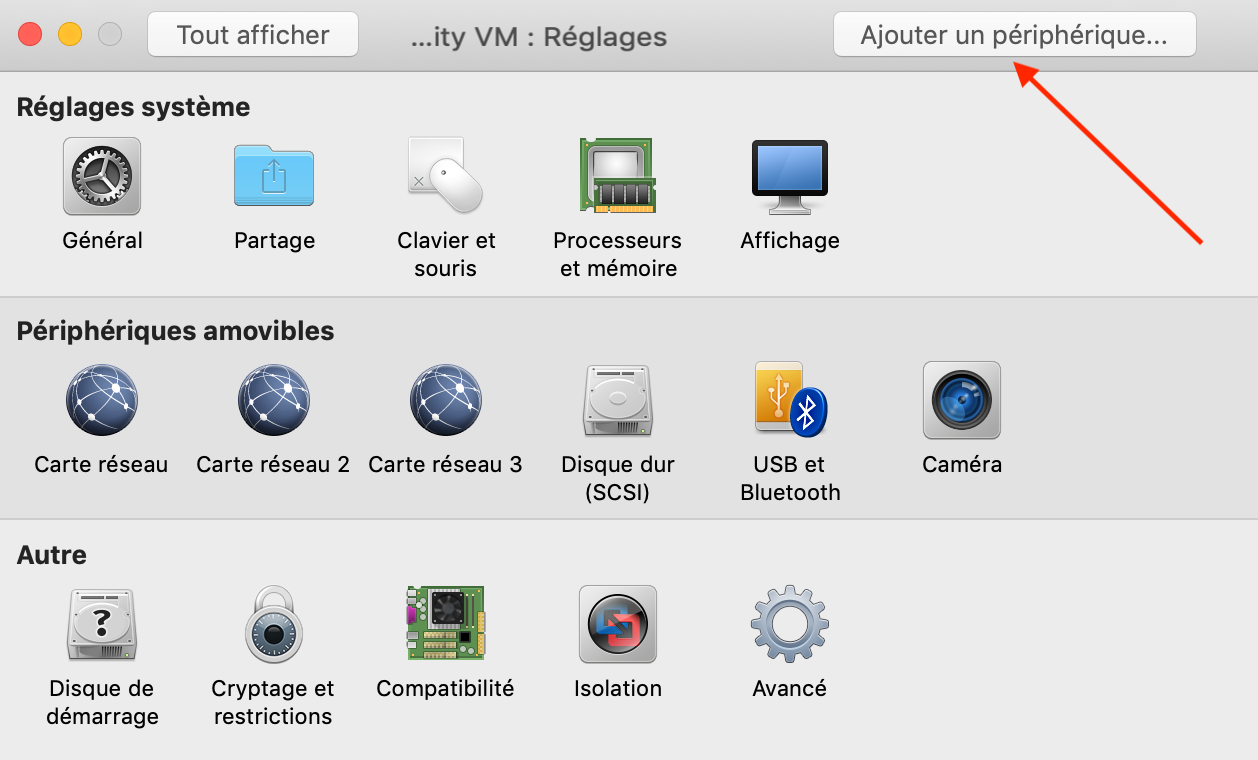 Tout afficher
...ity VM : Réglages
Ajouter un périphérique...
Réglages système
Général
Partage
Clavier et
souris
Processeurs
et mémoire
Affichage
Périphériques amovibles
Carte réseau
Carte réseau 2
Carte réseau 3
Disque dur
(SCSI)
USB et
Bluetooth
Caméra
Autre
Disque de
démarrage
Cryptage et
restrictions
Compatibilité
Isolation
Avancé